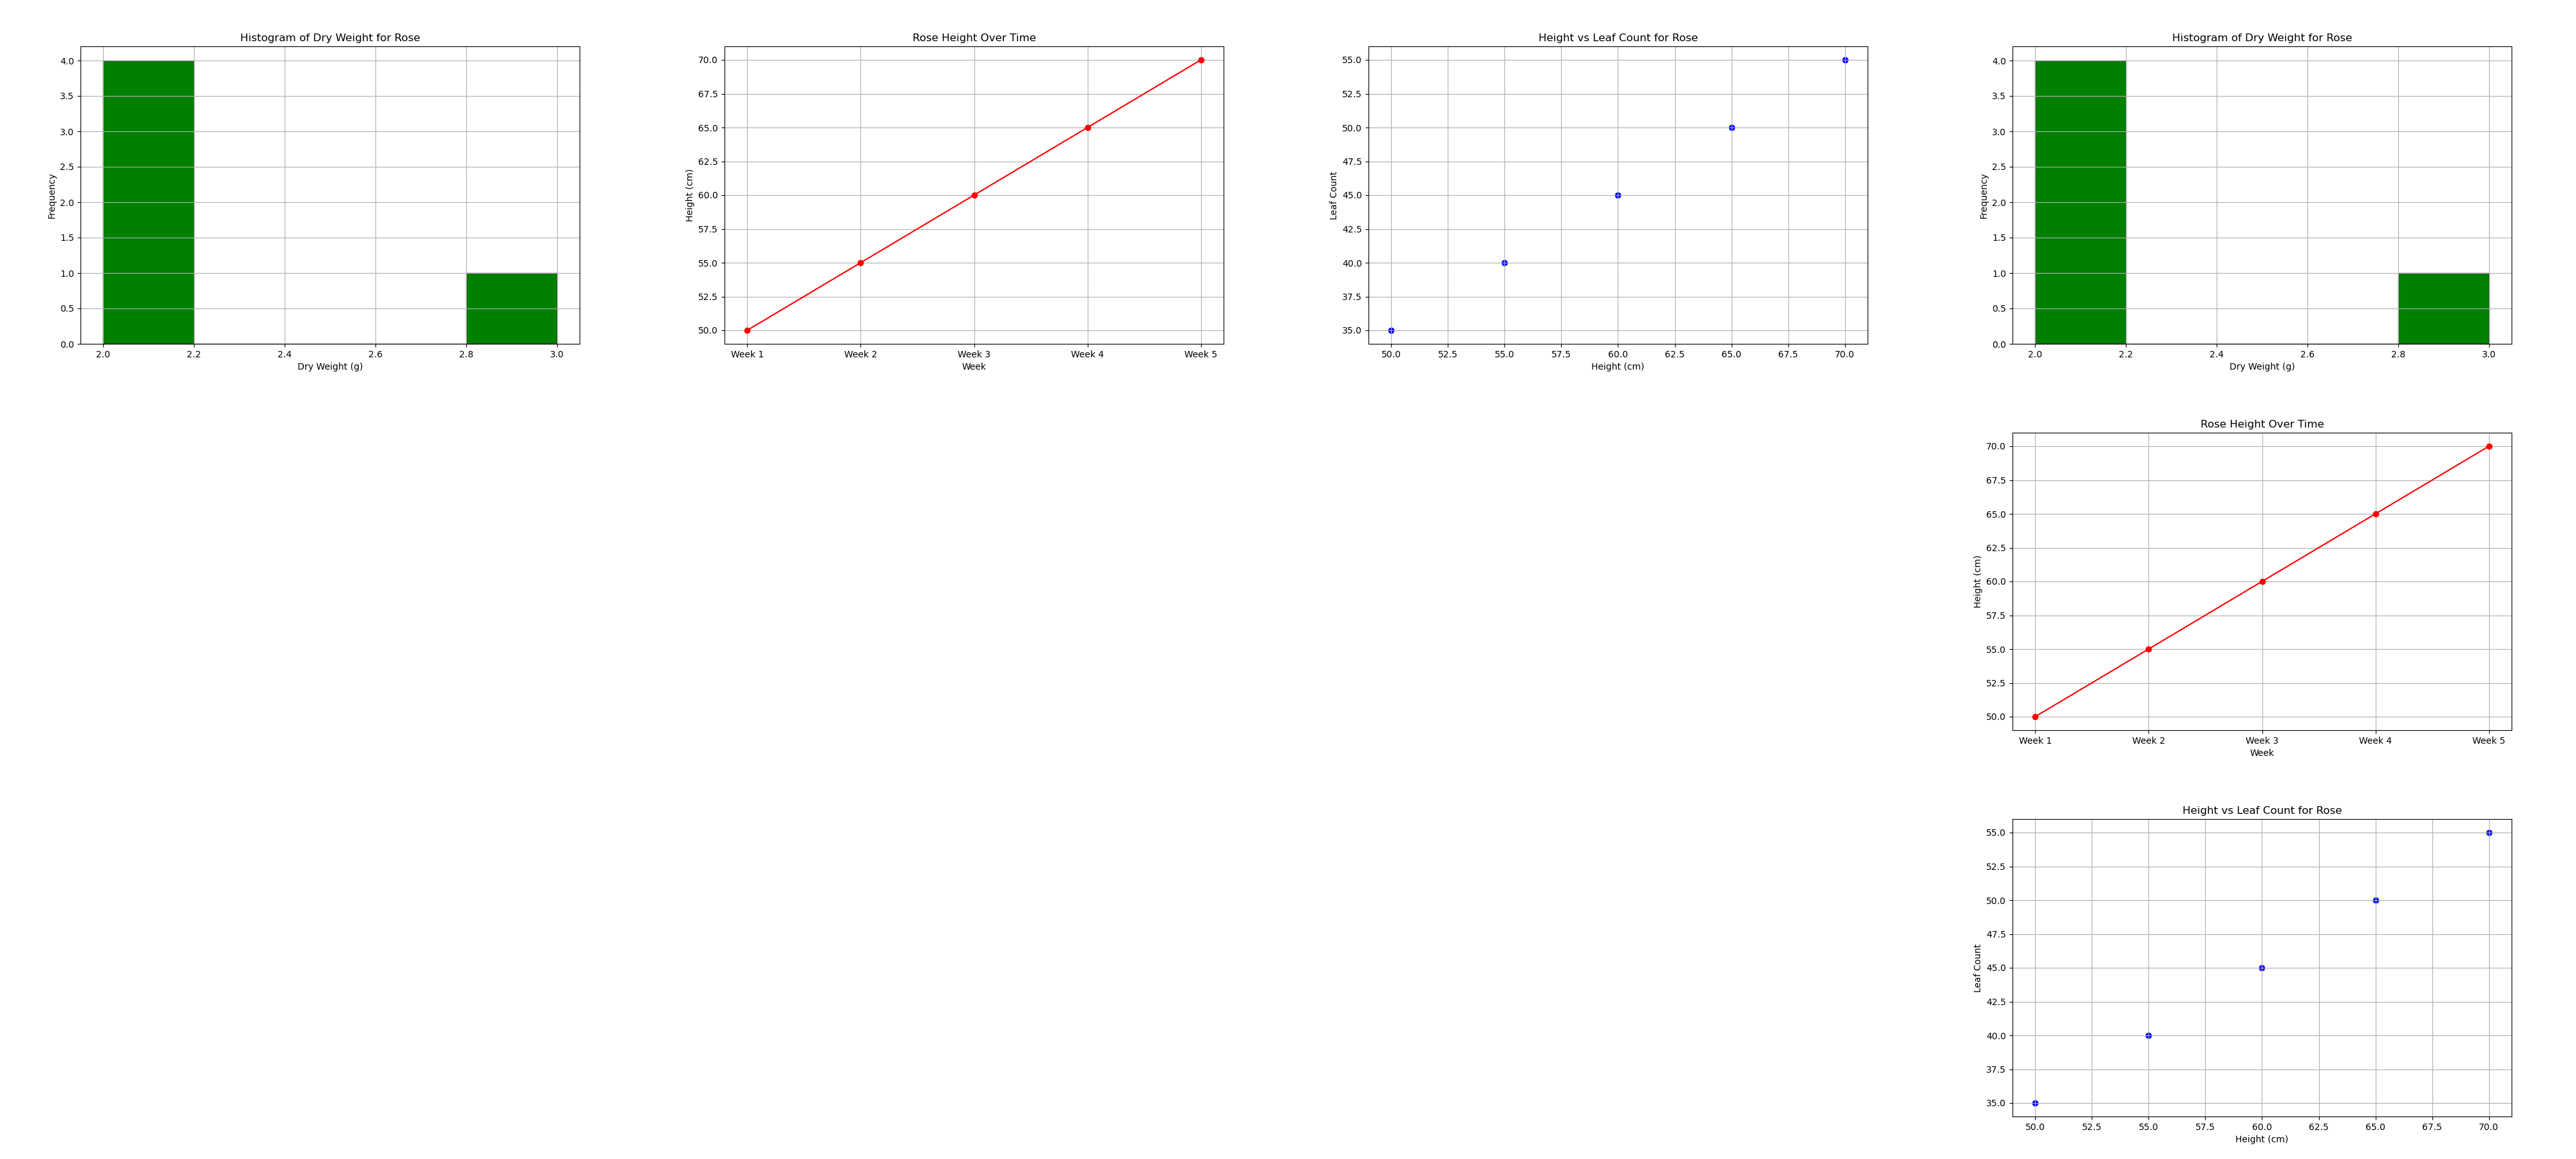 Histogram of Dry Weight for Rose
4.0
3.5
3.0
2.5
2.0
1.5
1.0
0.5
0.0
Frequency
2.0 2.2 2.4 2.6 2.8 3.0
Dry Weight (g)
Rose Height Over Time
70.0
67.5
65.0
62.5
60.0
57.5
55.0
52.5
50.0
Height (cm)
Week 1 Week 2 Week 3 Week 4 Week 5
Week
Height vs Leaf Count for Rose
55.0
52.5
50.0
47.5
45.0
42.5
40.0
37.5
35.0
Leaf Count
50.0 52.5 55.0 57.5 60.0 62.5 65.0 67.5 70.0
Height (cm)
Histogram of Dry Weight for Rose
4.0
3.5
3.0
2.5
2.0
1.5
1.0
0.5
0.0
Frequency
2.0 2.2 2.4 2.6 2.8 3.0
Dry Weight (g)
Rose Height Over Time
70.0
67.5
65.0
62.5
60.0
57.5
55.0
52.5
50.0
Height (cm)
Week 1 Week 2 Week 3 Week 4 Week 5
Week
Height vs Leaf Count for Rose
55.0
52.5
50.0
47.5
45.0
42.5
40.0
37.5
35.0
Leaf Count
50.0 52.5 55.0 57.5 60.0 62.5 65.0 67.5 70.0
Height (cm)